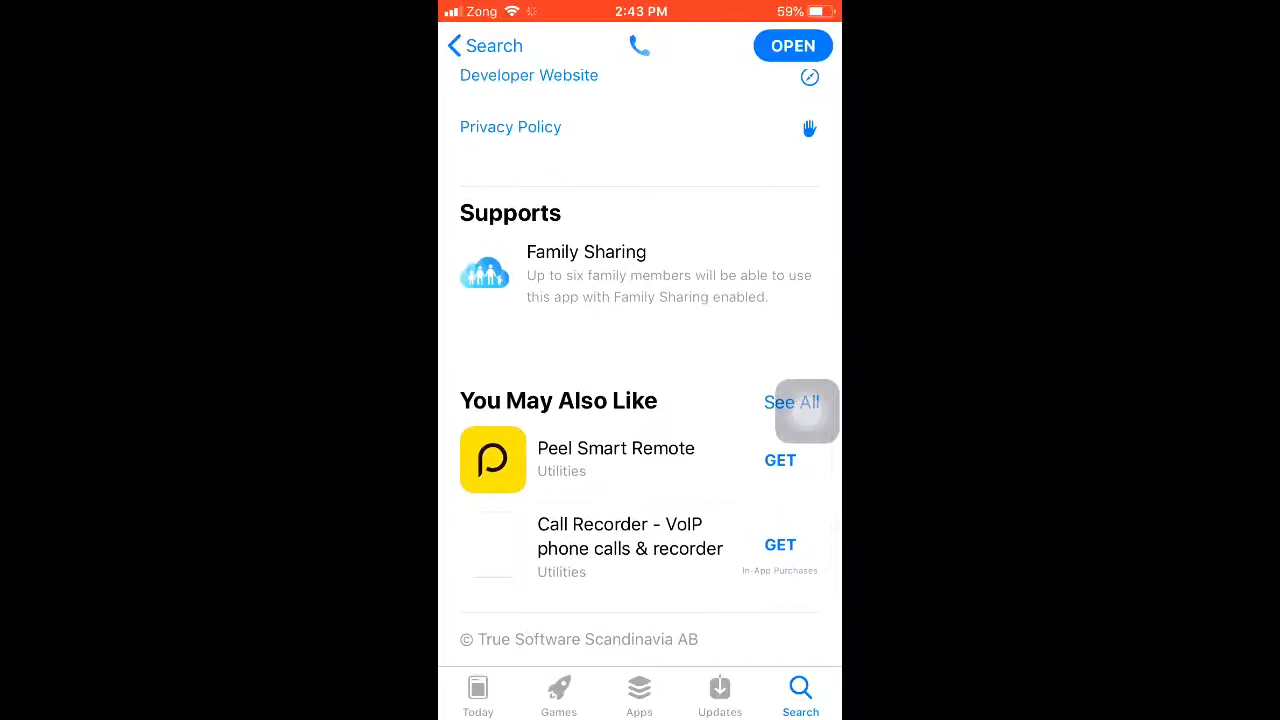 Zong 2:43 PM 59%
Search OPEN
Developer Website
Privacy Policy
Supports
Family Sharing
Up to six family members will be able to use
this app with Family Sharing enabled.
You May Also Like See All
Peel Smart Remote
Utilities
GET
Call Recorder - VoIP
phone calls & recorder
Utilities
GET
In-App Purchases
© True Software Scandinavia AB
Today Games Apps Updates Search